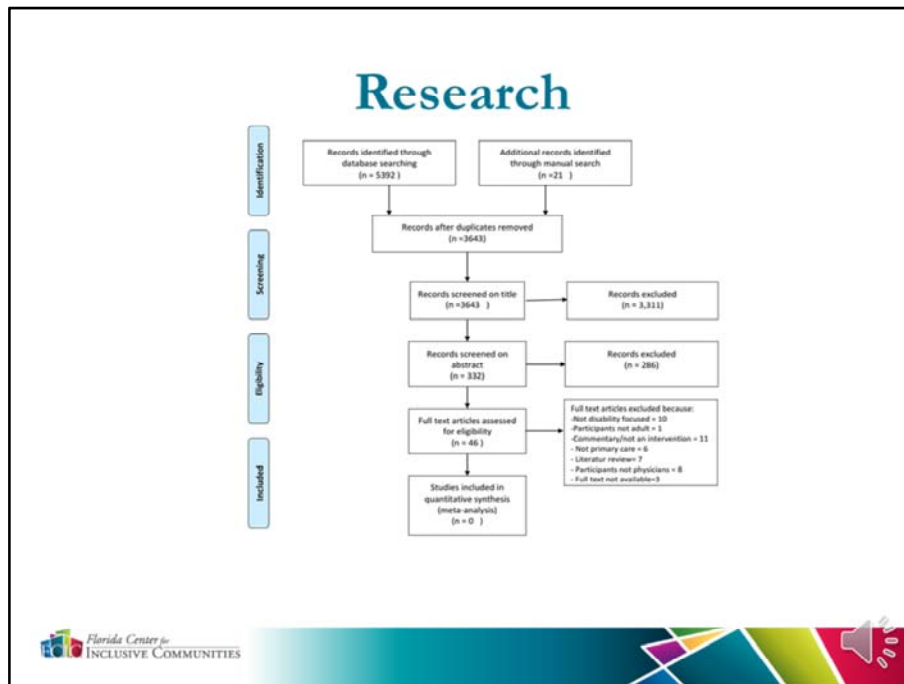 Research
Identification
Records identified through
database searching
(n = 5392 )
Additional records identified
through manual search
(n =21 )
Records after duplicates removed
(n =3643)
Screening
Records screened on title
(n =3643 )
Records excluded
(n = 3,311)
Eligibility
Records screened on
abstract
(n = 332)
Records excluded
(n = 286)
Full text articles assessed
for eligibility
(n = 46 )
Full text articles excluded because:
-Not disability focused = 10
-Participants not adult = 1
-Commentary/not an intervention = 11
- Not primary care = 6
- Literatur review= 7
- Participants not physicians = 8
- Full text not available=3
Included
Studies included in
quantitative synthesis
(meta-analysis)
(n = 0 )
FCIC
Florida Center for
INCLUSIVE COMMUNITIES